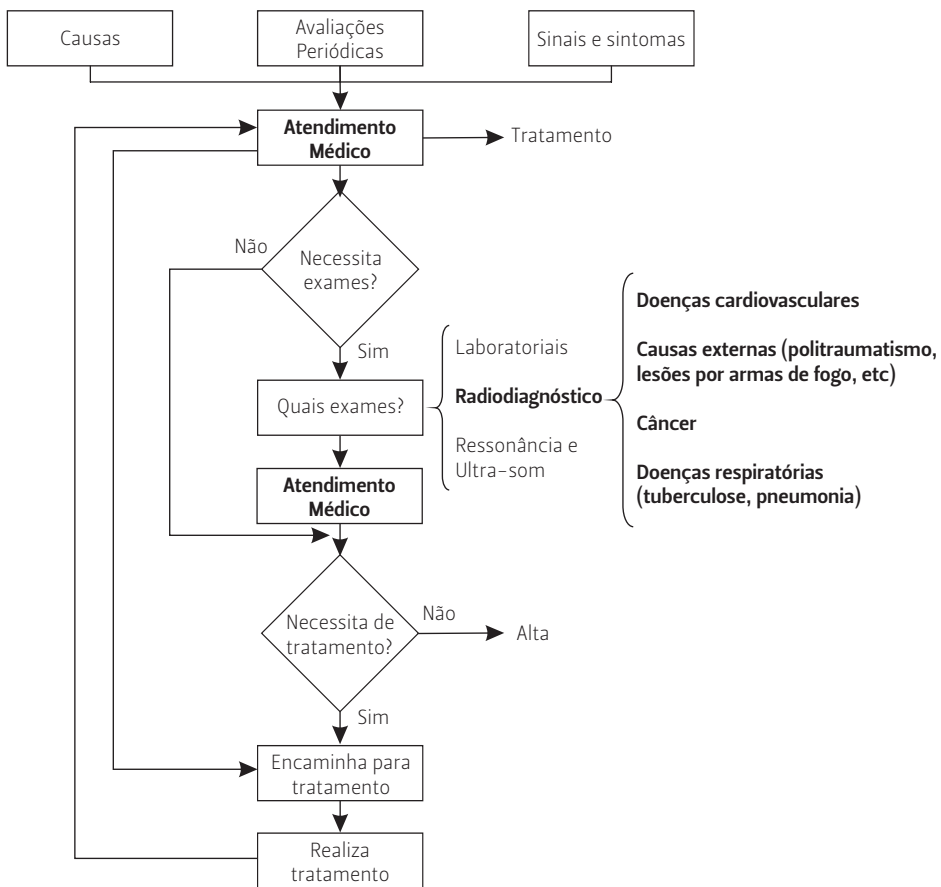 Causas
Avaliações
Periódicas
Sinais e sintomas
Atendimento
Médico
Tratamento
Não
Necessita
exames?
Sim
Quais exames?
Laboratoriais
Radiodiagnóstico
Ressonância e
Ultra-som
Doenças cardiovasculares
Causas externas (politraumatismo,
lesões por armas de fogo, etc)
Câncer
Doenças respiratórias
(tuberculose, pneumonia)
Atendimento
Médico
Necessita de
tratamento?
Não
Alta
Sim
Encaminha para
tratamento
Realiza
tratamento